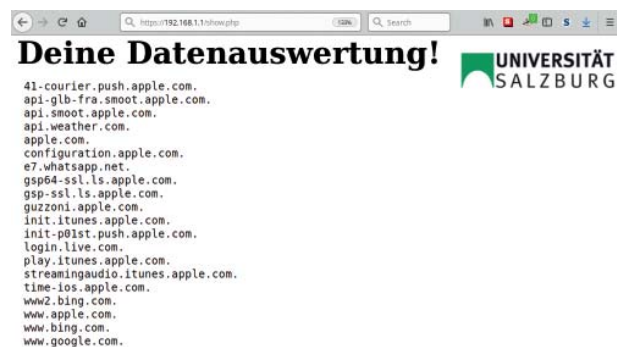 https://192.168.1.1/show.php
Search
Deine Datenauswertung!
UNIVERSITÄT
SALZBURG
41-courier.push.apple.com.
api-glb-fra.smoot.apple.com.
api.smoot.apple.com.
api.weather.com.
apple.com.
configuration.apple.com.
e7.whatsapp.net.
gsp64-ssl.ls.apple.com.
gsp-ssl.ls.apple.com.
guzzoni.apple.com.
init.itunes.apple.com.
init-p01st.push.apple.com.
login.live.com.
play.itunes.apple.com.
streamingaudio.itunes.apple.com.
time-ios.apple.com.
www2.bing.com.
www.apple.com.
www.bing.com.
www.google.com.